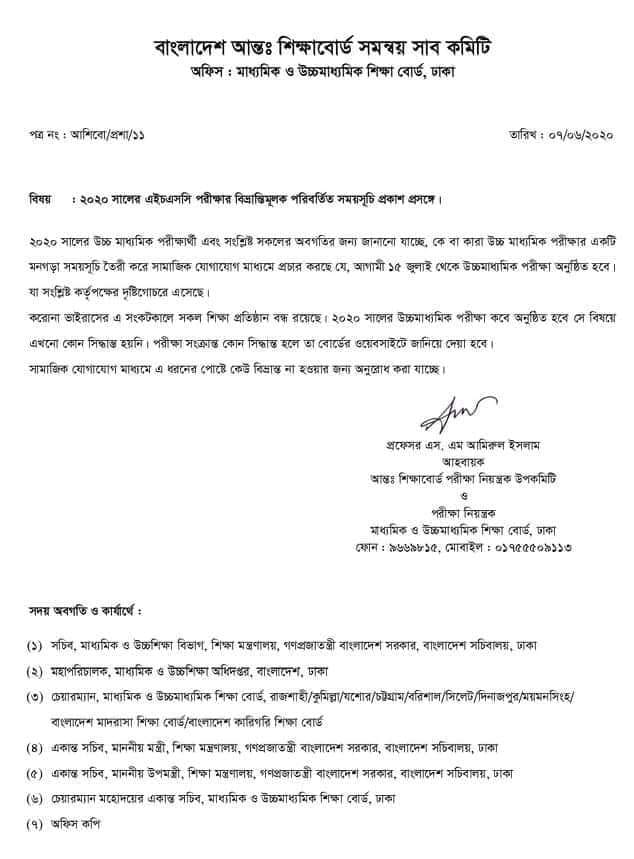 বাংলাদেশ আন্তঃ শিক্ষাবোর্ড সমন্বয় সাব কমিটি
অফিস : মাধ্যমিক ও উচ্চমাধ্যমিক শিক্ষা বোর্ড, ঢাকা
পত্র নং : আশিবো/প্রশা/১১ তারিখ : ০৭/০৬/২০২০
বিষয় : ২০২০ সালের এইচএসসি পরীক্ষার বিভ্রান্তিমূলক পরিবর্তিত সময়সূচি প্রকাশ প্রসঙ্গে।
২০২০ সালের উচ্চ মাধ্যমিক পরীক্ষার্থী এবং সংশ্লিষ্ট সকলের অবগতির জন্য জানানো যাচ্ছে, কে বা কারা উচ্চ মাধ্যমিক পরীক্ষার একটি
মনগড়া সময়সূচি তৈরী করে সামাজিক যোগাযোগ মাধ্যমে প্রচার করছে যে, আগামী ১৫ জুলাই থেকে উচ্চমাধ্যমিক পরীক্ষা অনুষ্ঠিত হবে।
যা সংশ্লিষ্ট কর্তৃপক্ষের দৃষ্টিগোচরে এসেছে।
করোনা ভাইরাসের এ সংকটকালে সকল শিক্ষা প্রতিষ্ঠান বন্ধ রয়েছে। ২০২০ সালের উচ্চমাধ্যমিক পরীক্ষা কবে অনুষ্ঠিত হবে সে বিষয়ে
এখনো কোন সিদ্ধান্ত হয়নি। পরীক্ষা সংক্রান্ত কোন সিদ্ধান্ত হলে তা বোর্ডের ওয়েবসাইটে জানিয়ে দেয়া হবে।
সামাজিক যোগাযোগ মাধ্যমে এ ধরনের পোষ্টে কেউ বিভ্রান্ত না হওয়ার জন্য অনুরোধ করা যাচ্ছে।
প্রফেসর এস. এম আমিরুল ইসলাম
আহবায়ক
আন্তঃ শিক্ষাবোর্ড পরীক্ষা নিয়ন্ত্রক উপকমিটি
ও
পরীক্ষা নিয়ন্ত্রক
মাধ্যমিক ও উচ্চমাধ্যমিক শিক্ষা বোর্ড, ঢাকা
ফোন : ৯৬৬৯৮১৫, মোবাইল : ০১৭৫৫৫০৯১১৩
সদয় অবগতি ও কার্যার্থে :
(১) সচিব, মাধ্যমিক ও উচ্চশিক্ষা বিভাগ, শিক্ষা মন্ত্রণালয়, গণপ্রজাতন্ত্রী বাংলাদেশ সরকার, বাংলাদেশ সচিবালয়, ঢাকা
(২) মহাপরিচালক, মাধ্যমিক ও উচ্চশিক্ষা অধিদপ্তর, বাংলাদেশ, ঢাকা
(৩) চেয়ারম্যান, মাধ্যমিক ও উচ্চমাধ্যমিক শিক্ষা বোর্ড, রাজশাহী/কুমিল্লা/যশোর/চট্টগ্রাম/বরিশাল/সিলেট/দিনাজপুর/ময়মনসিংহ/
বাংলাদেশ মাদরাসা শিক্ষা বোর্ড/বাংলাদেশ কারিগরি শিক্ষা বোর্ড
(৪) একান্ত সচিব, মাননীয় মন্ত্রী, শিক্ষা মন্ত্রণালয়, গণপ্রজাতন্ত্রী বাংলাদেশ সরকার, বাংলাদেশ সচিবালয়, ঢাকা
(৫) একান্ত সচিব, মাননীয় উপমন্ত্রী, শিক্ষা মন্ত্রণালয়, গণপ্রজাতন্ত্রী বাংলাদেশ সরকার, বাংলাদেশ সচিবালয়, ঢাকা
(৬) চেয়ারম্যান মহোদয়ের একান্ত সচিব, মাধ্যমিক ও উচ্চমাধ্যমিক শিক্ষা বোর্ড, ঢাকা
(৭) অফিস কপি